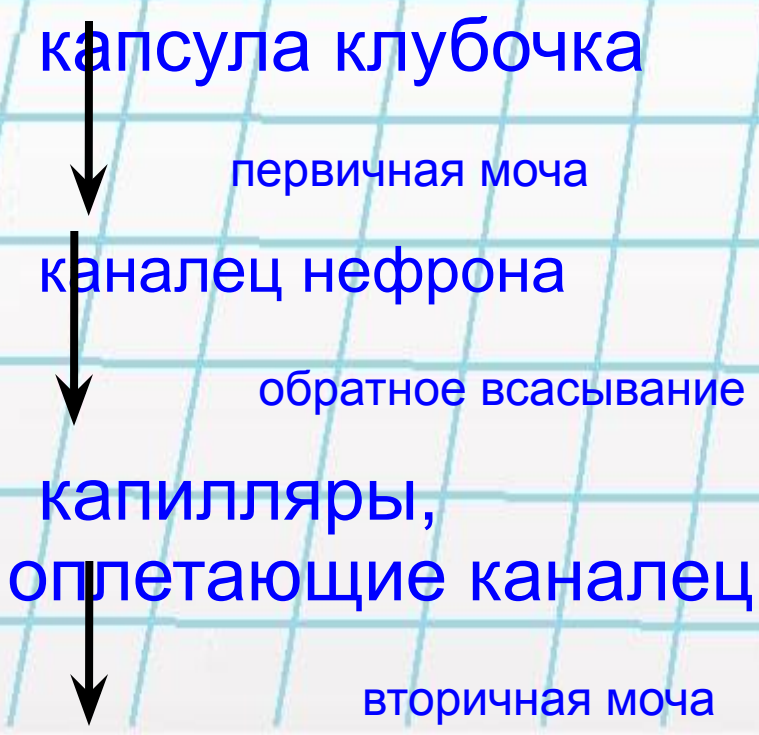 капсула клубочка
первичная моча
каналец нефрона
обратное всасывание
капилляры,
оплетающие каналец
вторичная моча